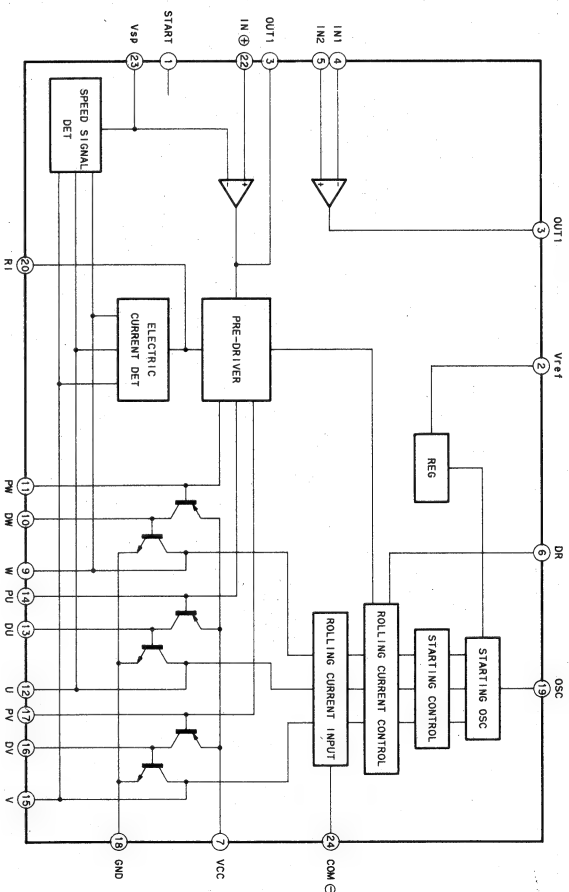 OUT1
3
Vref
2
DR
6
OSC
19
IN1
4
IN2
5
OUT1
3
IN ⊕
22
START
1
Vsp
23
SPEED SIGNAL
DET
-
+
+
-
REG
STARTING OSC
STARTING CONTROL
ROLLING CURRENT CONTROL
ROLLING CURRENT INPUT
PRE-DRIVER
ELECTRIC
CURRENT DET
20
RI
11
PW
10
DW
9
W
14
PU
13
DU
12
U
17
PV
16
DV
15
V
18
GND
7
VCC
24
COM ⊖